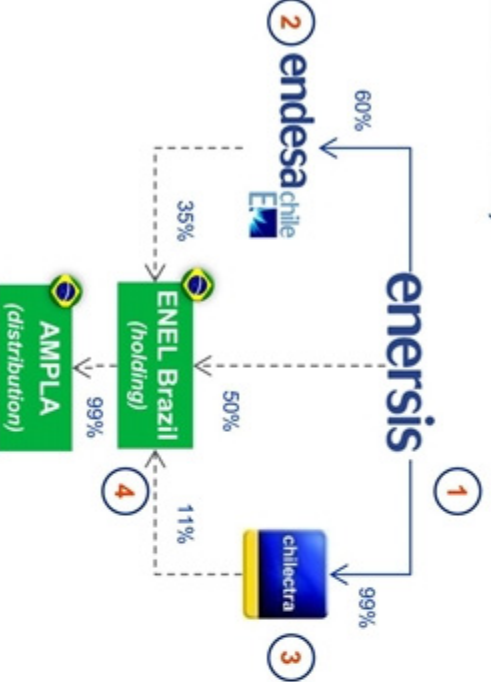 enersis
1
60%
99%
2
endesa
chile
chilectra
3
35%
50%
11%
ENEL Brazil
(holding)
4
99%
AMPLA
(distribution)